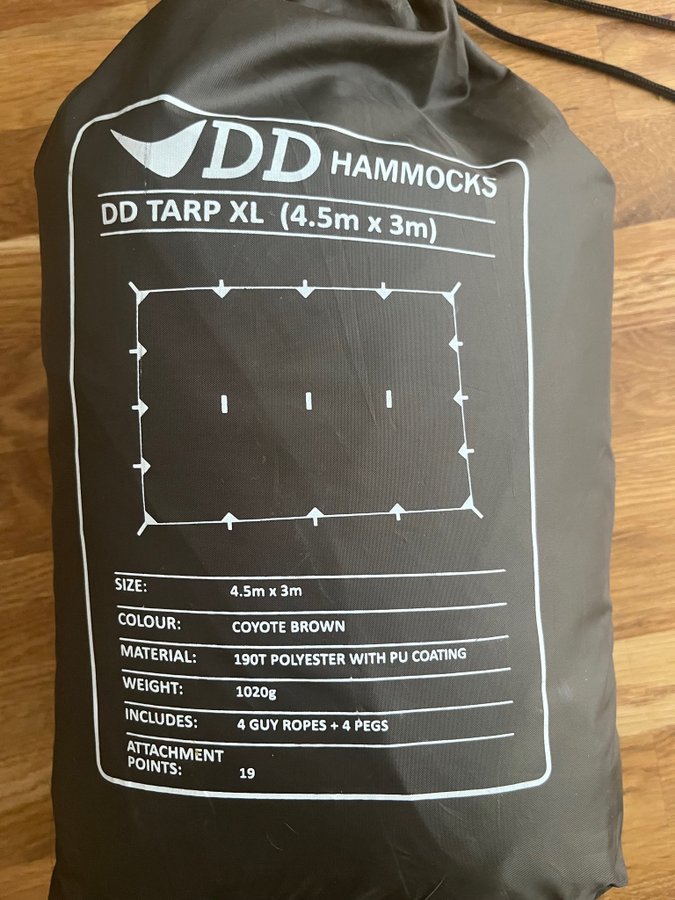 DD HAMMOCKS
DD TARP XL (4.5m x 3m)
SIZE: 4.5m x 3m
COLOUR: COYOTE BROWN
MATERIAL: 190T POLYESTER WITH PU COATING
WEIGHT: 1020g
INCLUDES: 4 GUY ROPES + 4 PEGS
ATTACHMENT
POINTS: 19